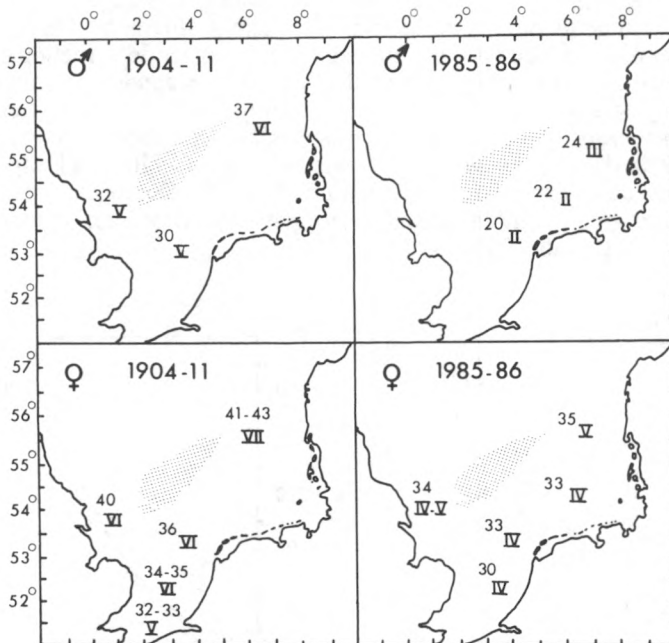 0° 2° 4° 6° 8° 0° 2° 4° 6° 8°
57° ♂ 1904 - 11 ♂ 1985 - 86
56°
37
VI
24
III
55°
32
V
22
II
54°
30
V
20
II
53°
52°
57° ♀ 1904 - 11 ♀ 1985 - 86
56°
41 - 43
VII
35
V
55°
40
VI
34
IV-V
33
IV
54°
36
VI
33
IV
53°
34 - 35
VII
30
IV
52°
32 - 33
V